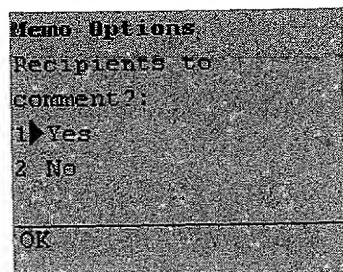 Memo Options
Recipients to
comment?:
1 Yes
2 No
OK